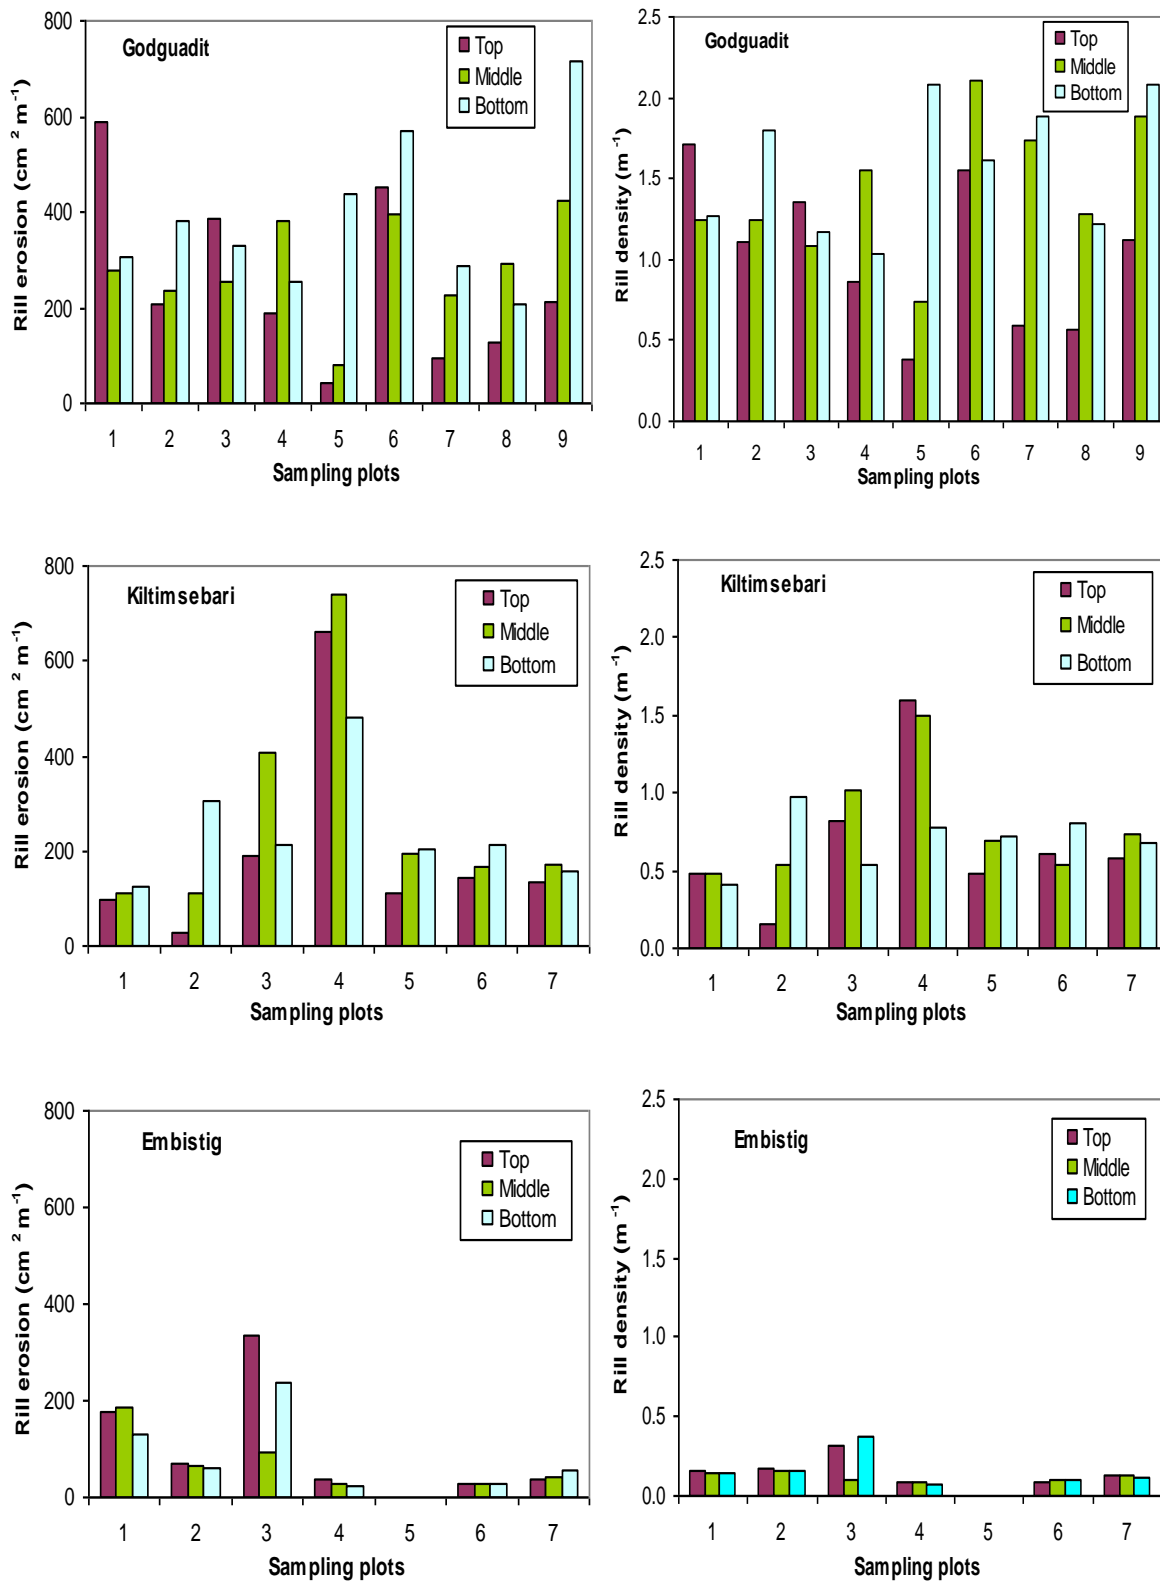 Godguadit
Top
Middle
Bottom
800
600
400
200
0
Rill erosion (cm ² m⁻¹)
1 2 3 4 5 6 7 8 9
Sampling plots
Godguadit
Top
Middle
Bottom
2.5
2.0
1.5
1.0
0.5
0.0
Rill density (m⁻¹)
1 2 3 4 5 6 7 8 9
Sampling plots
Kiltimsebari
Top
Middle
Bottom
800
600
400
200
0
Rill erosion (cm ² m⁻¹)
1 2 3 4 5 6 7
Sampling plots
Kiltimsebari
Top
Middle
Bottom
2.5
2.0
1.5
1.0
0.5
0.0
Rill density (m⁻¹)
1 2 3 4 5 6 7
Sampling plots
Embistig
Top
Middle
Bottom
800
600
400
200
0
Rill erosion (cm ² m⁻¹)
1 2 3 4 5 6 7
Sampling plots
Embistig
Top
Middle
Bottom
2.5
2.0
1.5
1.0
0.5
0.0
Rill density (m⁻¹)
1 2 3 4 5 6 7
Sampling plots